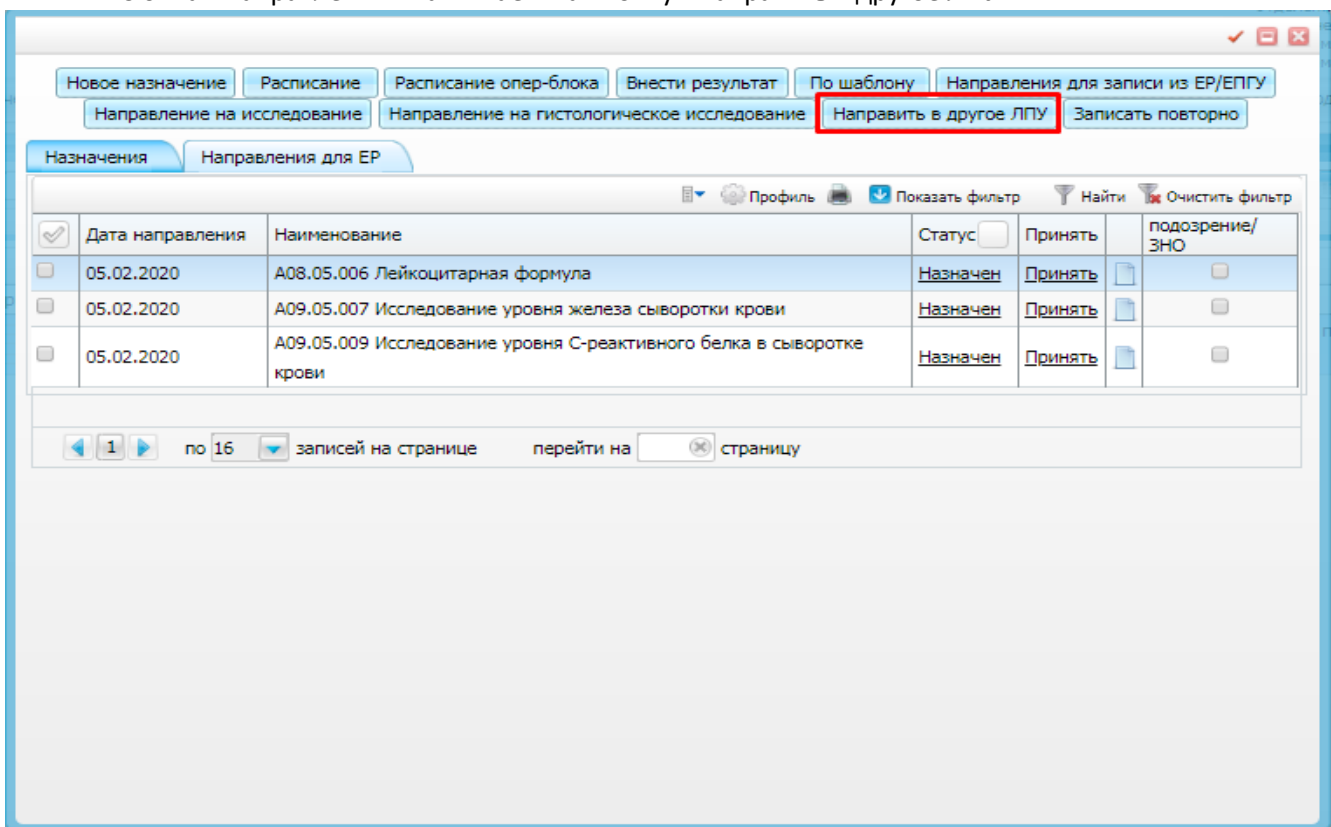 Новое назначение Расписание Расписание опер-блока Внести результат По шаблону Направления для записи из ЕР/ЕПГУ
Направление на исследование Направление на гистологическое исследование Направить в другое ЛПУ Записать повторно
Назначения Направления для ЕР
Профиль Показать фильтр Найти Очистить фильтр
Дата направления Наименование Статус Принять подозрение/
ЗНО
05.02.2020 A08.05.006 Лейкоцитарная формула Назначен Принять
05.02.2020 A09.05.007 Исследование уровня железа сыворотки крови Назначен Принять
05.02.2020 A09.05.009 Исследование уровня С-реактивного белка в сыворотке
крови Назначен Принять
1 по 16 записей на странице перейти на страницу